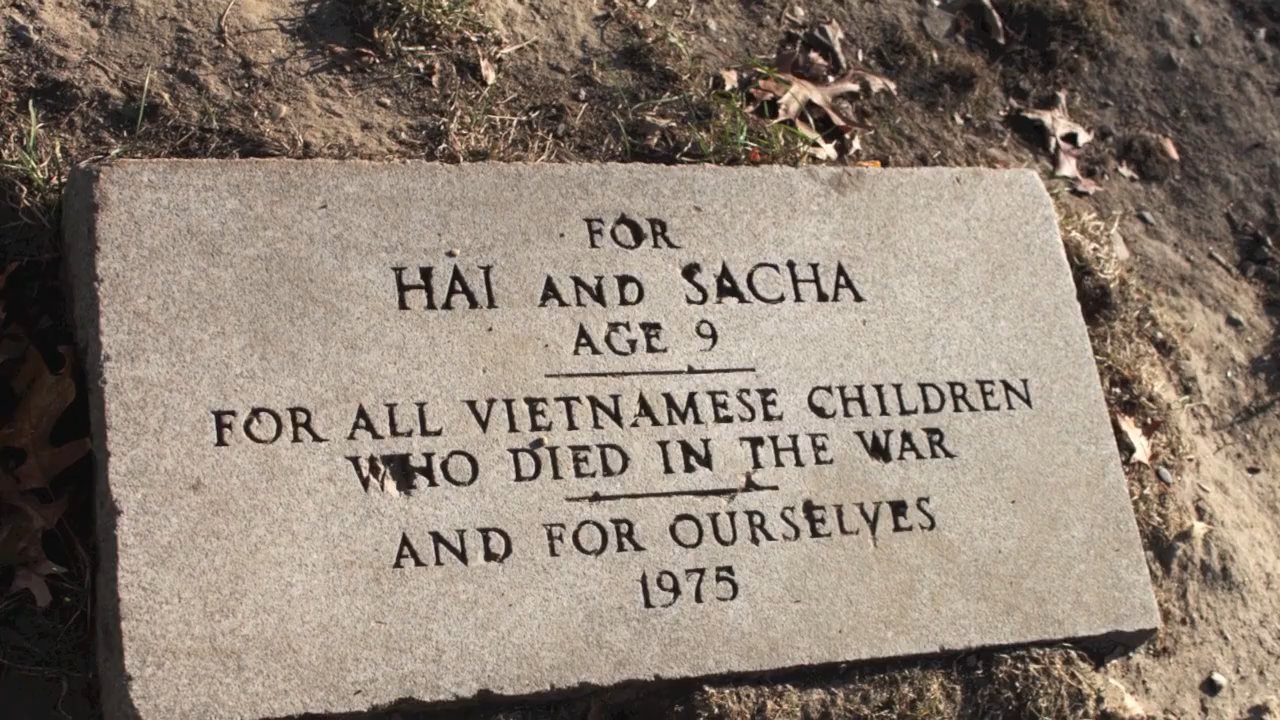 FOR
HAI AND SACHA
AGE 9
FOR ALL VIETNAMESE CHILDREN
WHO DIED IN THE WAR
AND FOR OURSELVES
1975